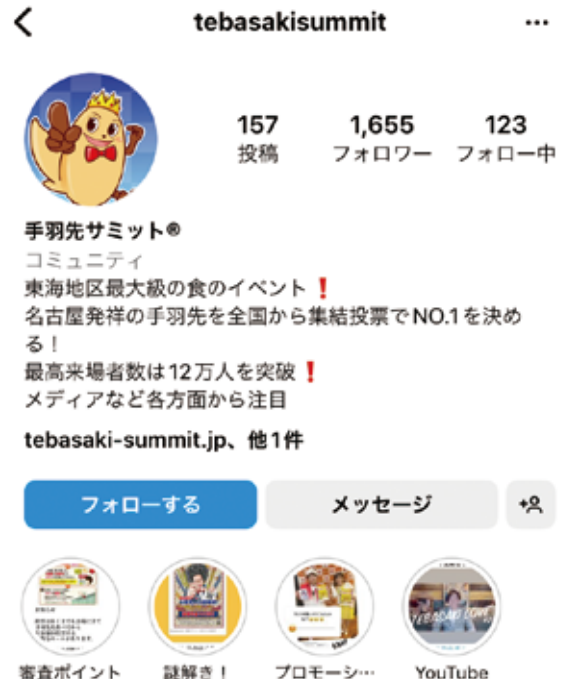 tebasakisummit
157
1,655
123
投稿
フォロワー
フォロー中
手羽先サミット®
コミュニティ
東海地区最大級の食のイベント❗
名古屋発祥の手羽先を全国から集結投票でNO.1を決め
る！
最高来場者数は12万人を突破❗
メディアなど各方面から注目
tebasaki-summit.jp、他1件
フォローする
メッセージ
TEBASAKI LOVE
審査ポイント
謎解き！
プロモーシ…
YouTube